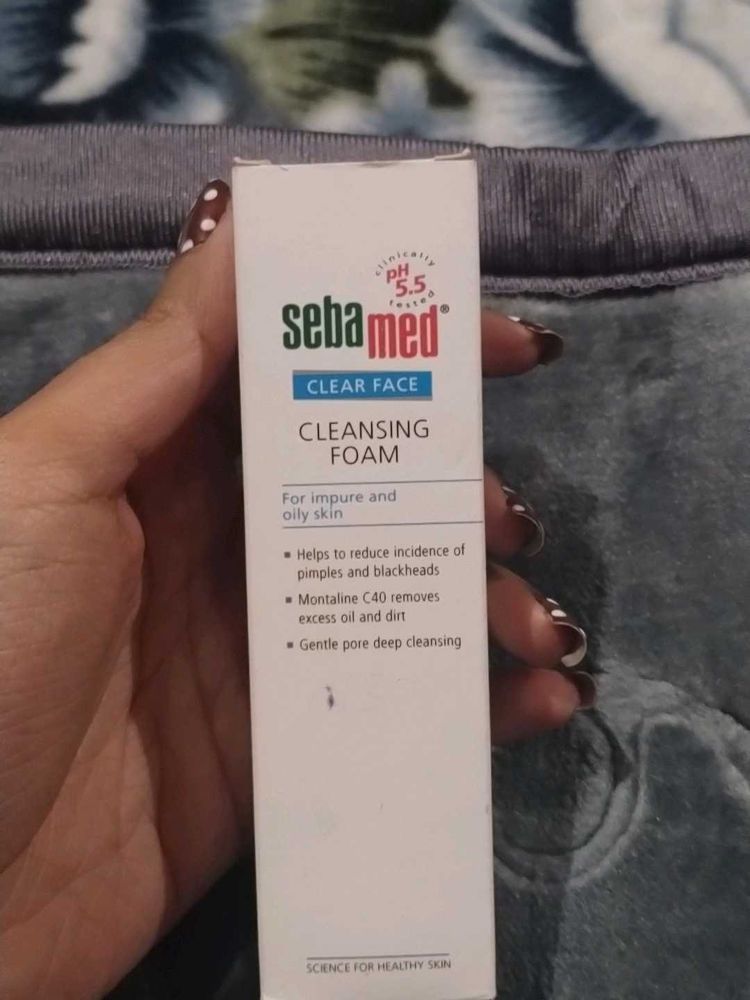 clinically
pH
5.5
tested
sebamed®
CLEAR FACE
CLEANSING
FOAM
For impure and
oily skin
▪ Helps to reduce incidence of
pimples and blackheads
▪ Montaline C40 removes
excess oil and dirt
▪ Gentle pore deep cleansing
SCIENCE FOR HEALTHY SKIN